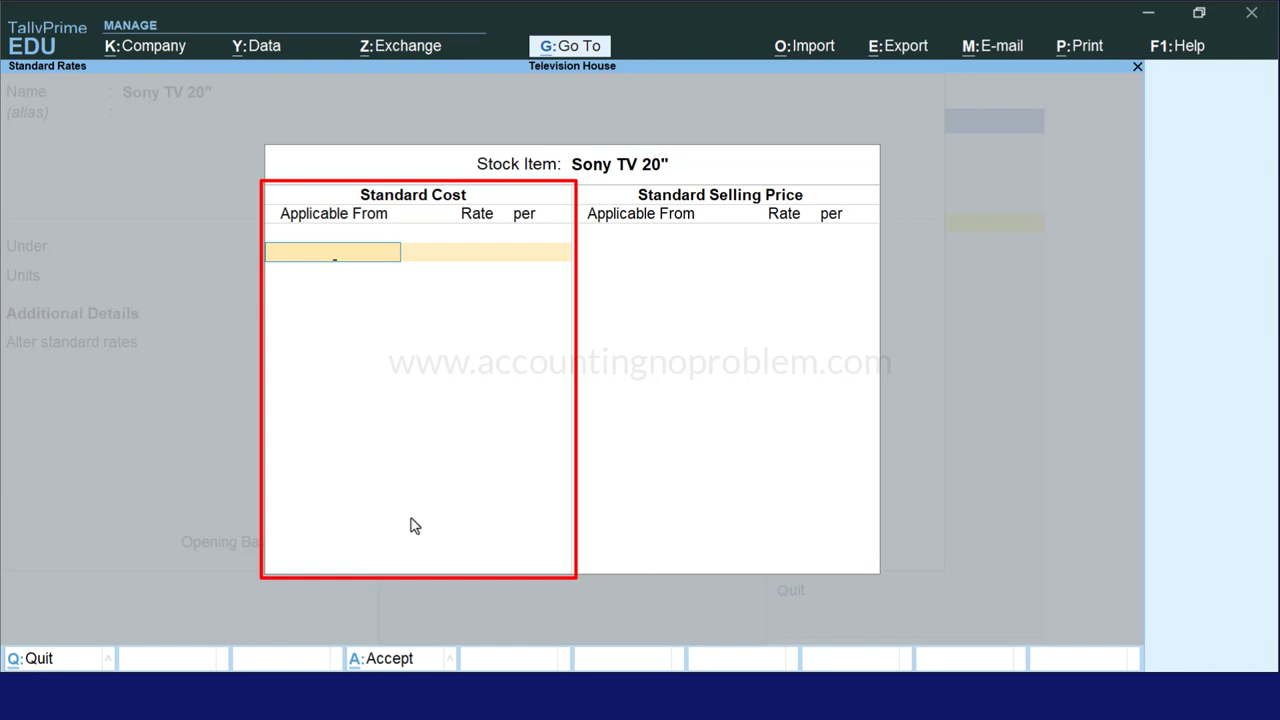 TallyPrime
EDU
MANAGE
K:Company Y:Data Z:Exchange G:Go To O:Import E:Export M:E-mail P:Print F1:Help
Standard Rates Television House
Name : Sony TV 20"
(alias) :
Stock Item: Sony TV 20"
Standard Cost Standard Selling Price
Applicable From Rate per Applicable From Rate per
Under
Units
Additional Details
Alter standard rates
www.accountingnoproblem.com
Opening Ba
Quit
Q:Quit A:Accept